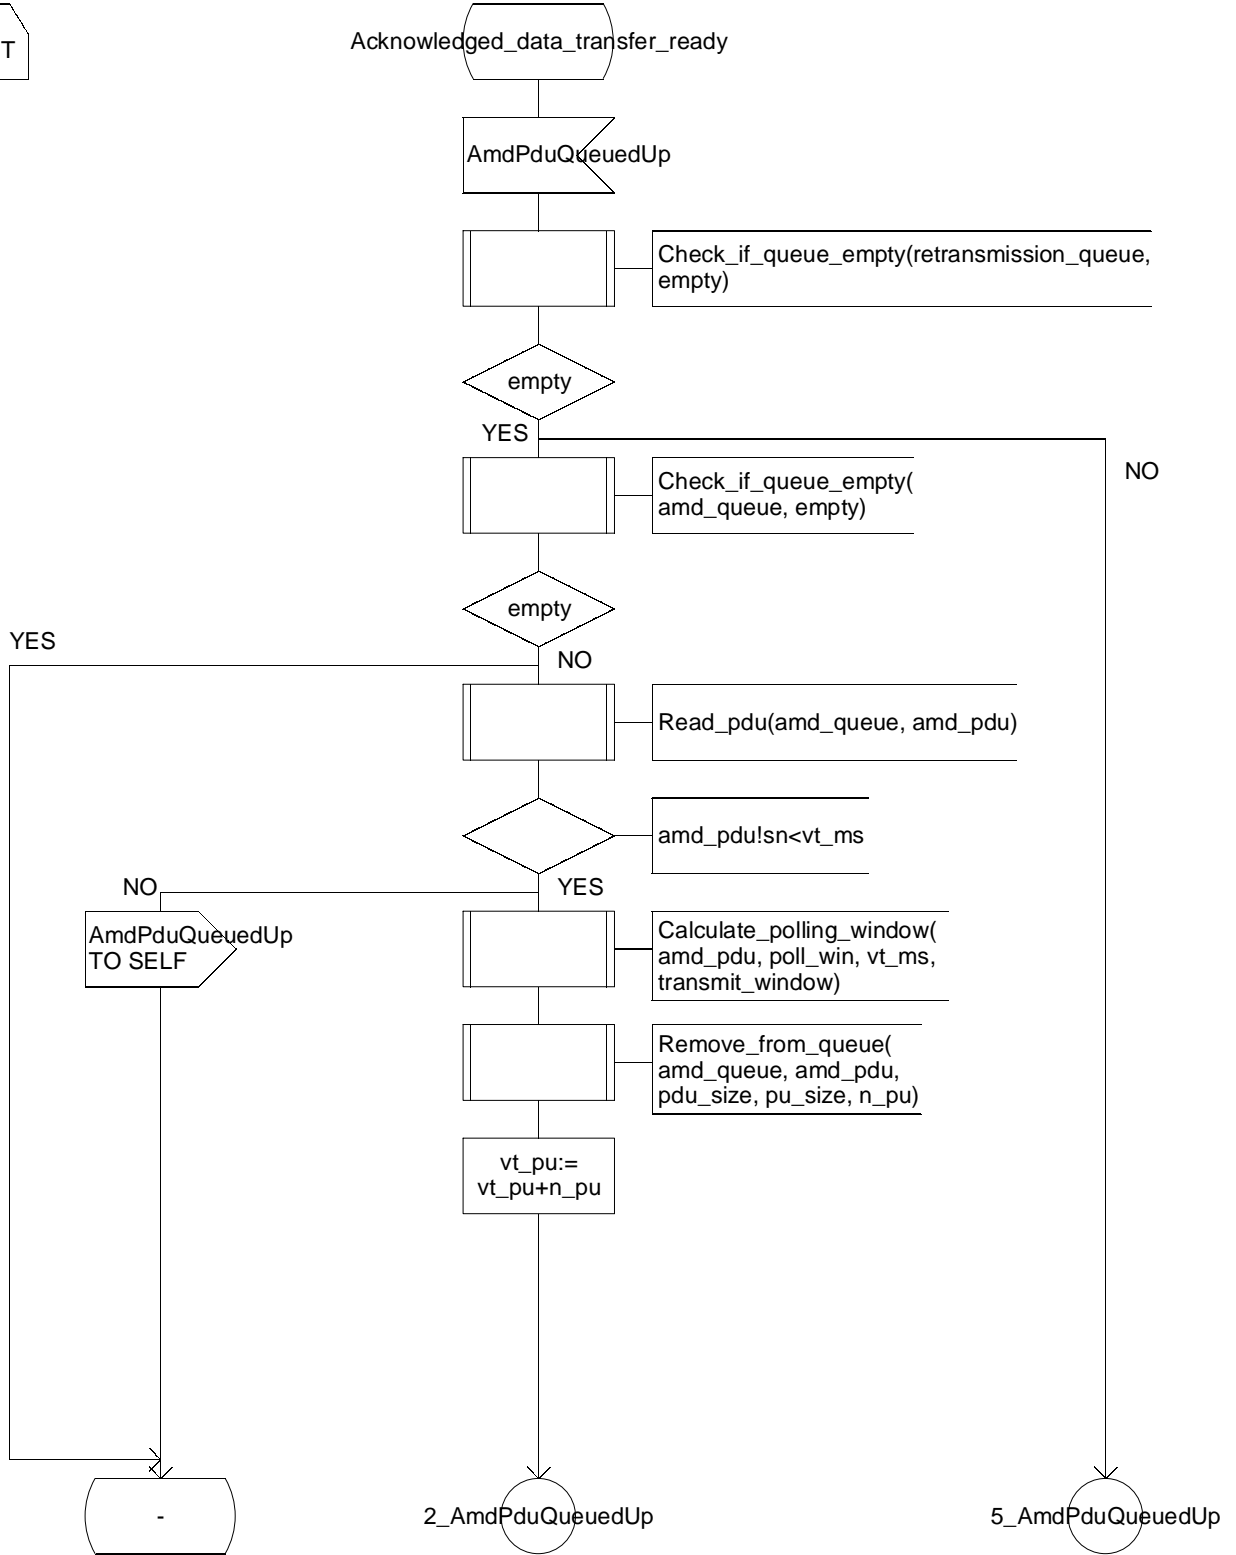 T
Acknowledged_data_transfer_ready
AmdPduQueuedUp
Check_if_queue_empty(retransmission_queue,
empty)
empty
YES
NO
Check_if_queue_empty(
amd_queue, empty)
empty
YES
NO
Read_pdu(amd_queue, amd_pdu)
amd_pdu!sn<vt_ms
NO
YES
AmdPduQueuedUp
TO SELF
Calculate_polling_window(
amd_pdu, poll_win, vt_ms,
transmit_window)
Remove_from_queue(
amd_queue, amd_pdu,
pdu_size, pu_size, n_pu)
vt_pu:=
vt_pu+n_pu
-
2_AmdPduQueuedUp
5_AmdPduQueuedUp